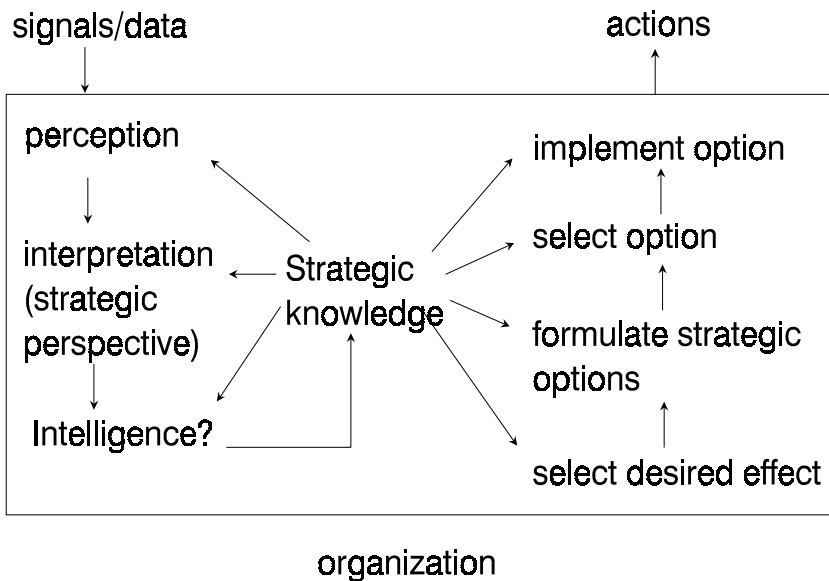 signals/data
actions
perception
interpretation
(strategic
perspective)
Intelligence?
Strategic
knowledge
implement option
select option
formulate strategic
options
select desired effect
organization